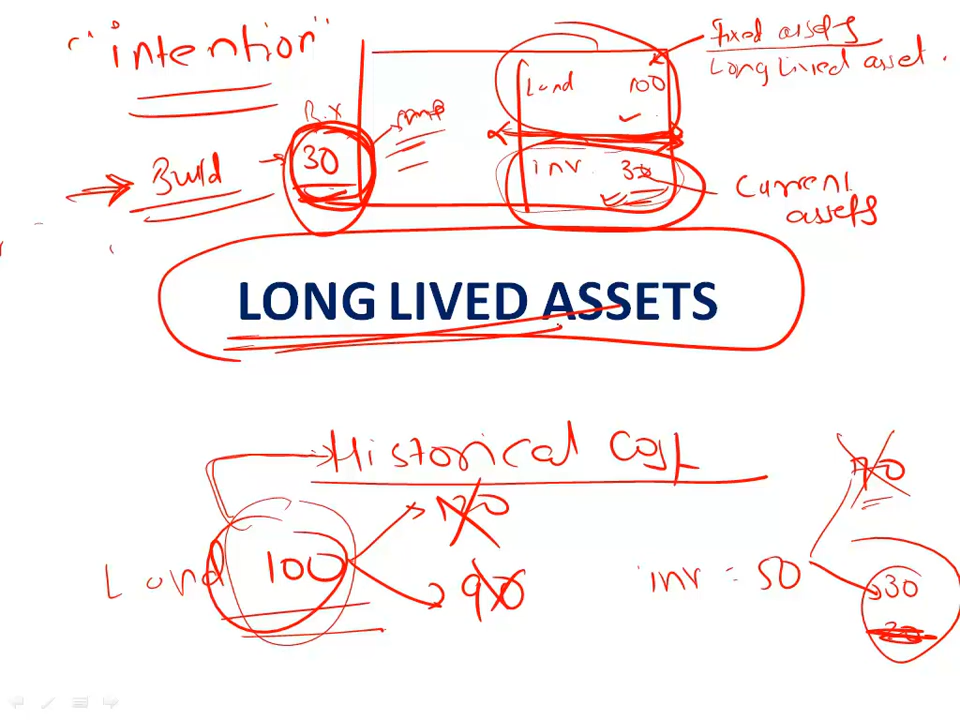 "intention"
Fixed assets
Long Lived asset.
Land 100
Build
30
inv. 30
Current
assets
LONG LIVED ASSETS
Historical Cost
Land 100
120
90
inv = 50
30